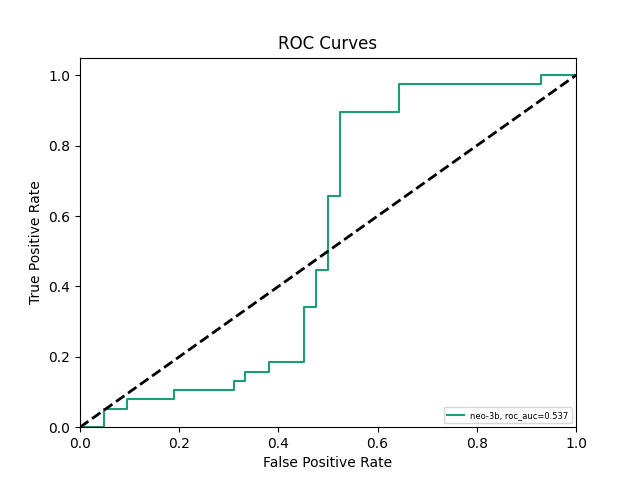 ROC Curves
True Positive Rate
1.0
0.8
0.6
0.4
0.2
0.0
0.0 0.2 0.4 0.6 0.8 1.0
False Positive Rate
neo-3b, roc_auc=0.537